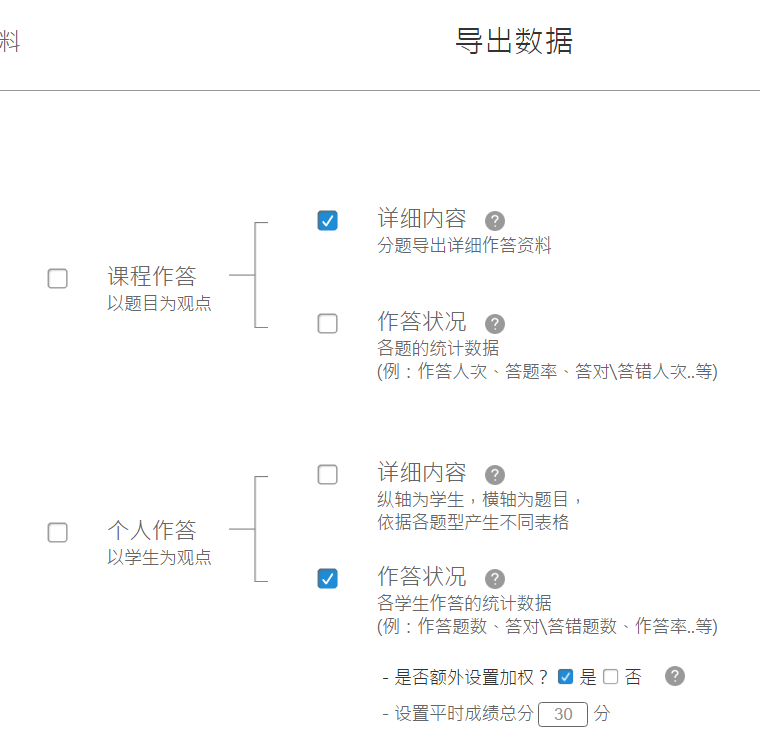 料
导出数据
详细内容 ?
分题导出详细作答资料
课程作答
以题目为观点
作答状况 ?
各题的统计数据
(例：作答人次、答题率、答对\答错人次..等)
详细内容 ?
纵轴为学生，横轴为题目，
依据各题型产生不同表格
个人作答
以学生为观点
作答状况 ?
各学生作答的统计数据
(例：作答题数、答对\答错题数、作答率..等)
- 是否额外设置加权？ 是 否 ?
- 设置平时成绩总分 30 分